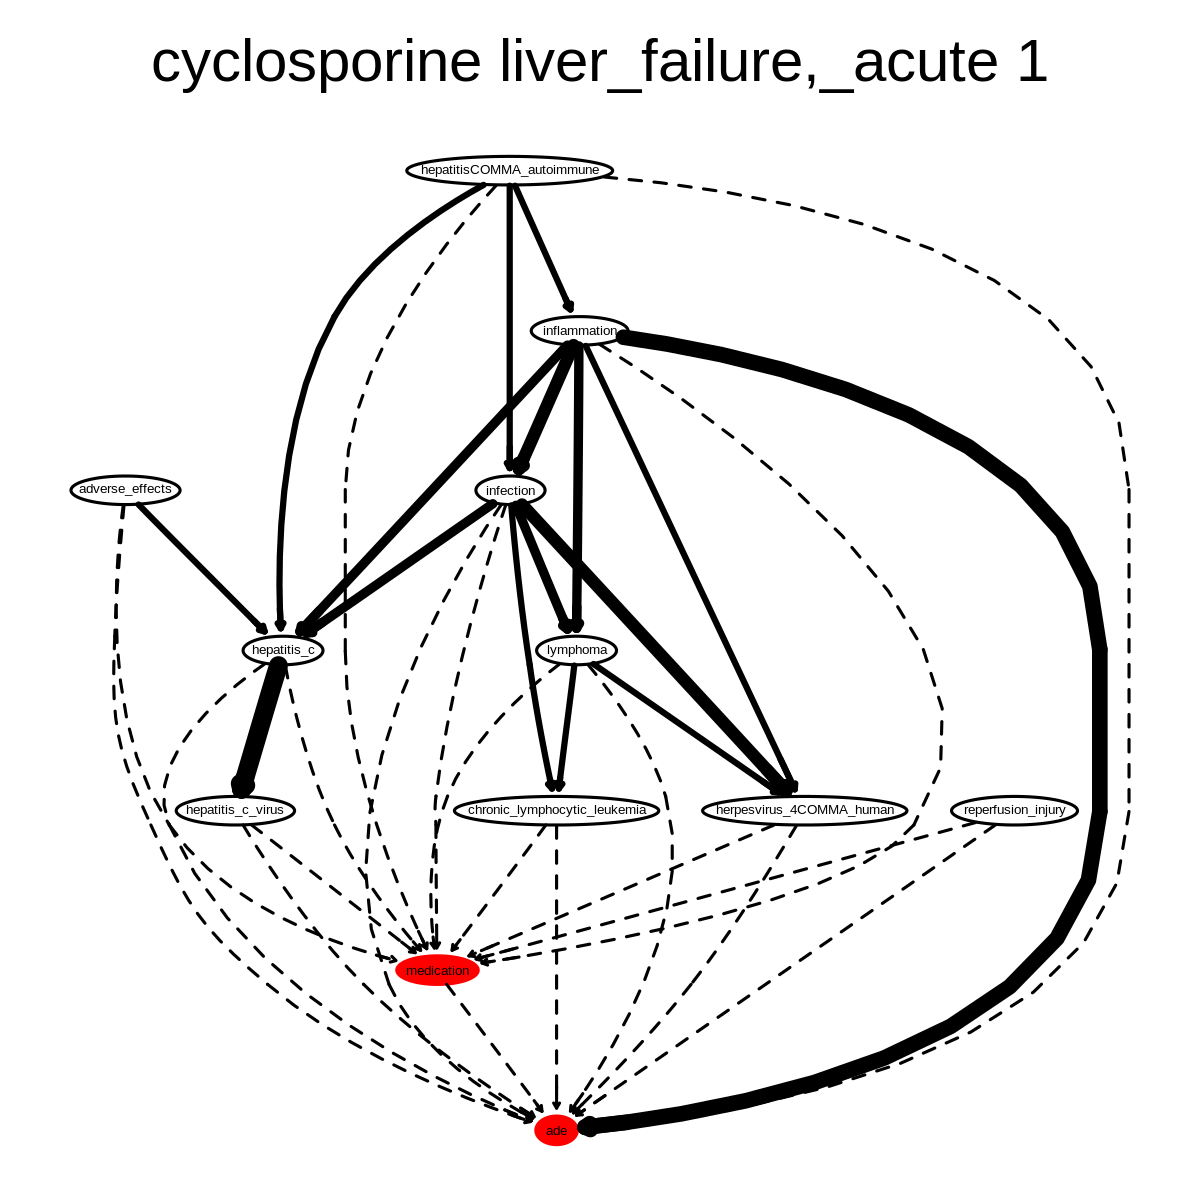 cyclosporine liver_failure,_acute 1
hepatitisCOMMA_autoimmune
inflammation
adverse_effects
infection
hepatitis_c
lymphoma
hepatitis_c_virus
chronic_lymphocytic_leukemia
herpesvirus_4COMMA_human
reperfusion_injury
medication
ade